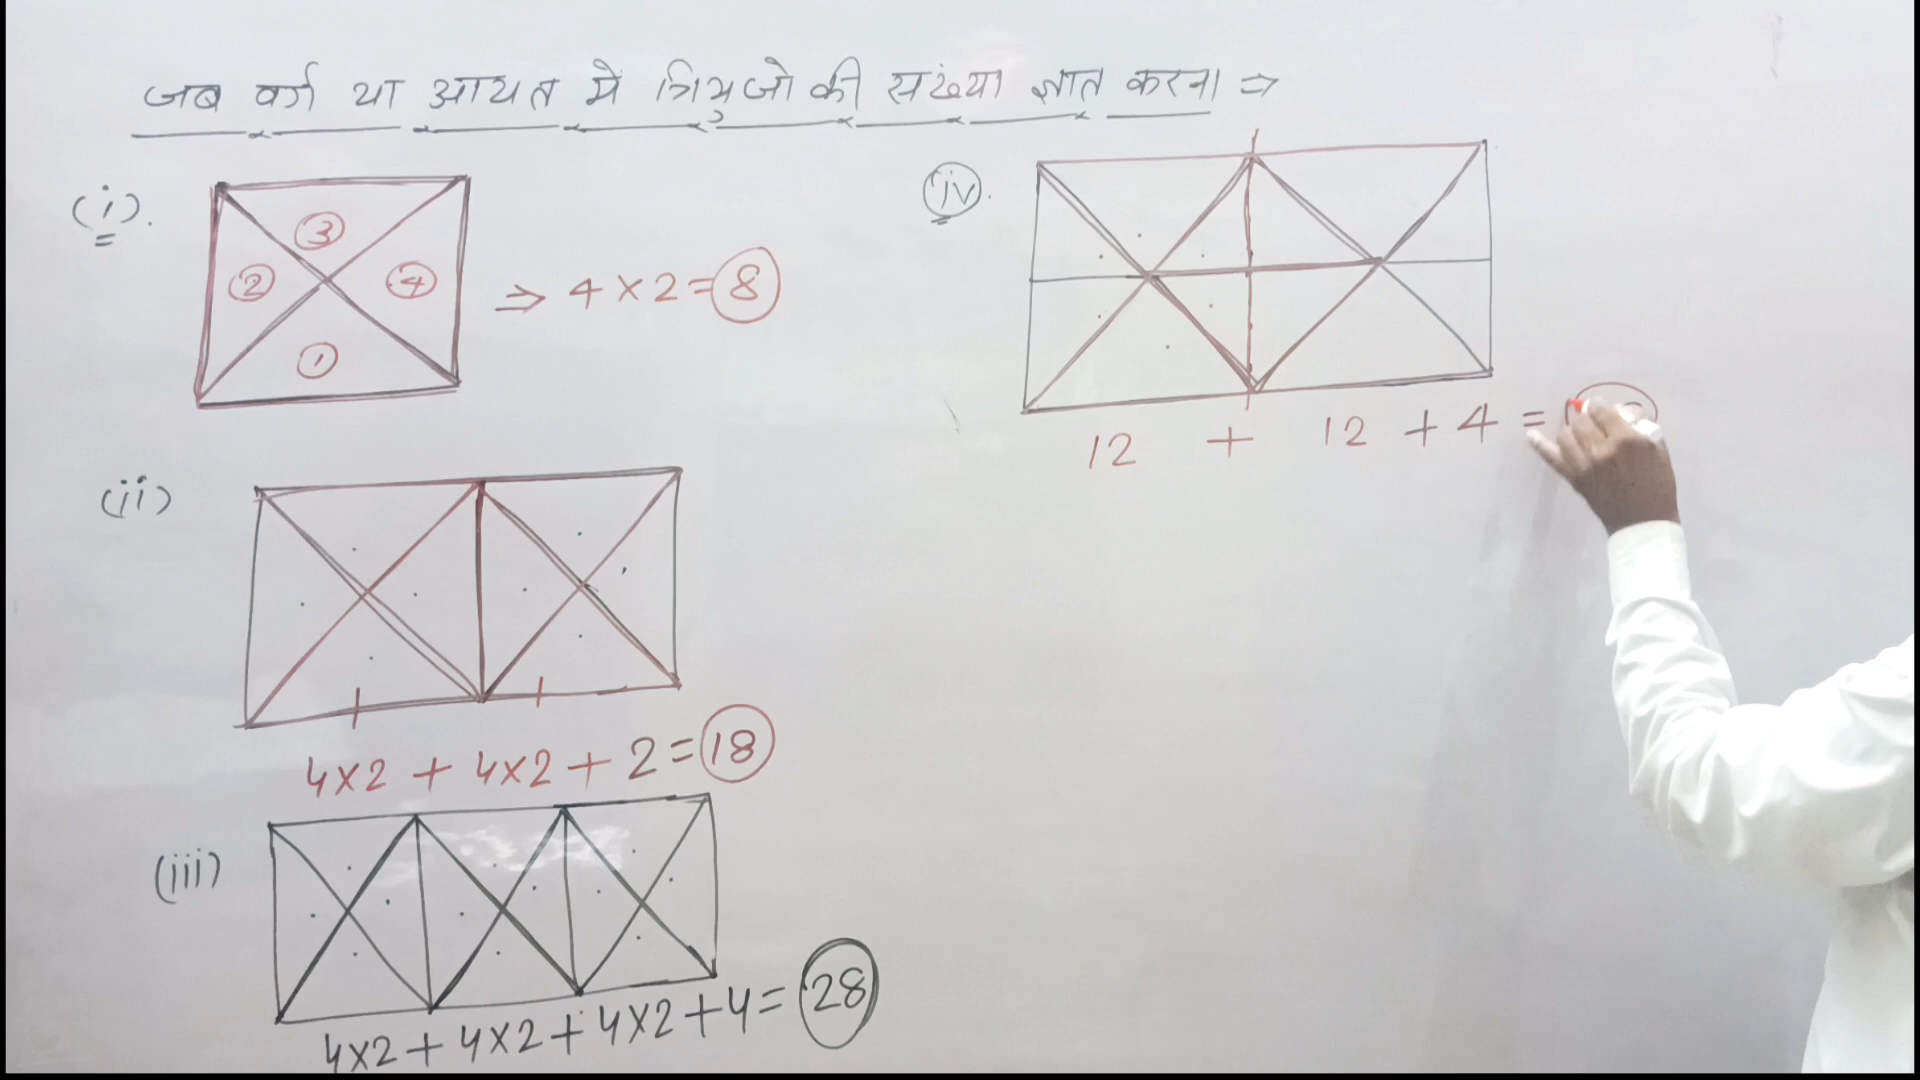 जब वर्ग या आयत मे त्रिभुजो की संख्या ज्ञात करना ⇒
(i).
3
2
4
1
⇒ 4 × 2 = 8
(ii)
4×2 + 4×2 + 2 = 18
(iii)
4×2 + 4×2 + 4×2 + 4 = 28
(iv).
12 + 12 + 4 =